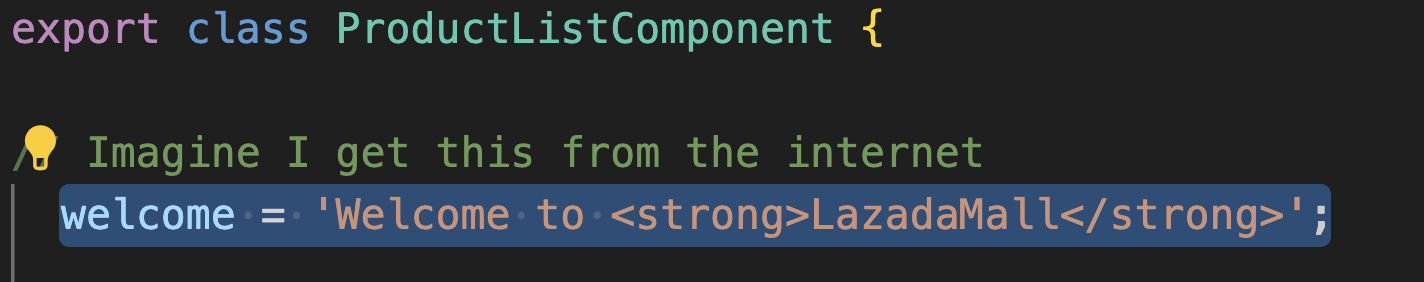 export class ProductListComponent {
/ Imagine I get this from the internet
welcome = 'Welcome to <strong>LazadaMall</strong>';